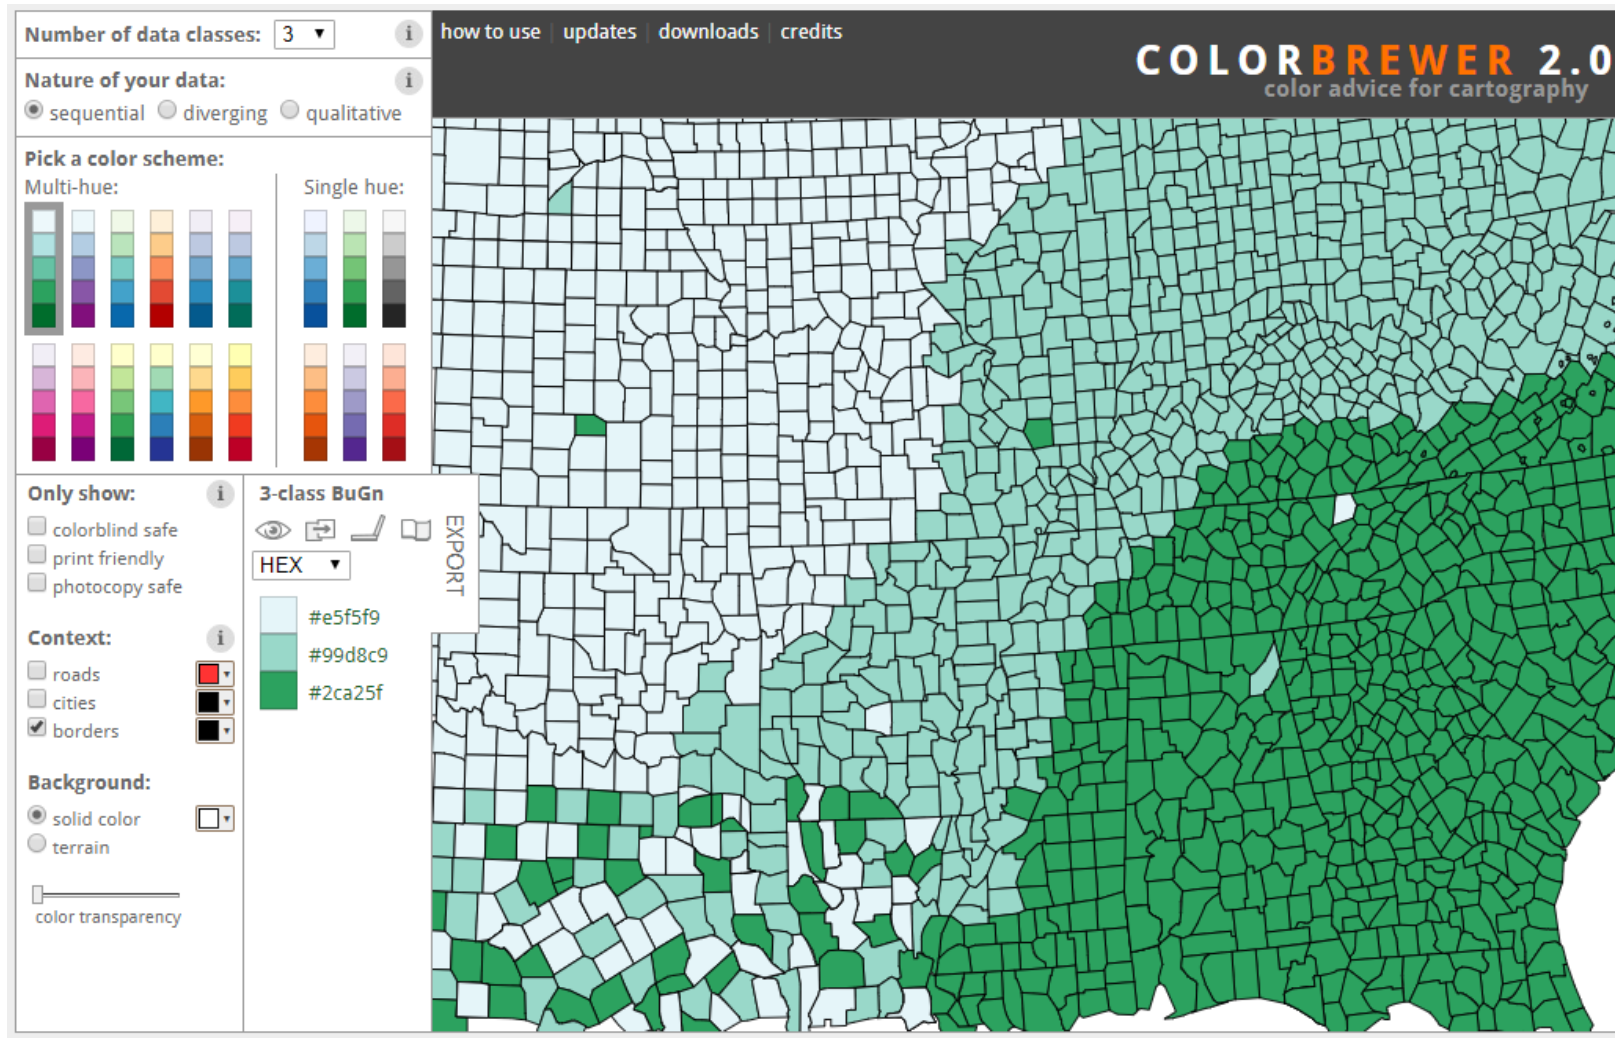 Number of data classes: 3
i
how to use | updates | downloads | credits
COLORBREWER 2.0
color advice for cartography
Nature of your data:
i
sequential diverging qualitative
Pick a color scheme:
Multi-hue: Single hue:
Only show:
i
colorblind safe
print friendly
photocopy safe
Context:
i
roads
cities
borders
Background:
solid color
terrain
color transparency
3-class BuGn
EXPORT
HEX
#e5f5f9
#99d8c9
#2ca25f